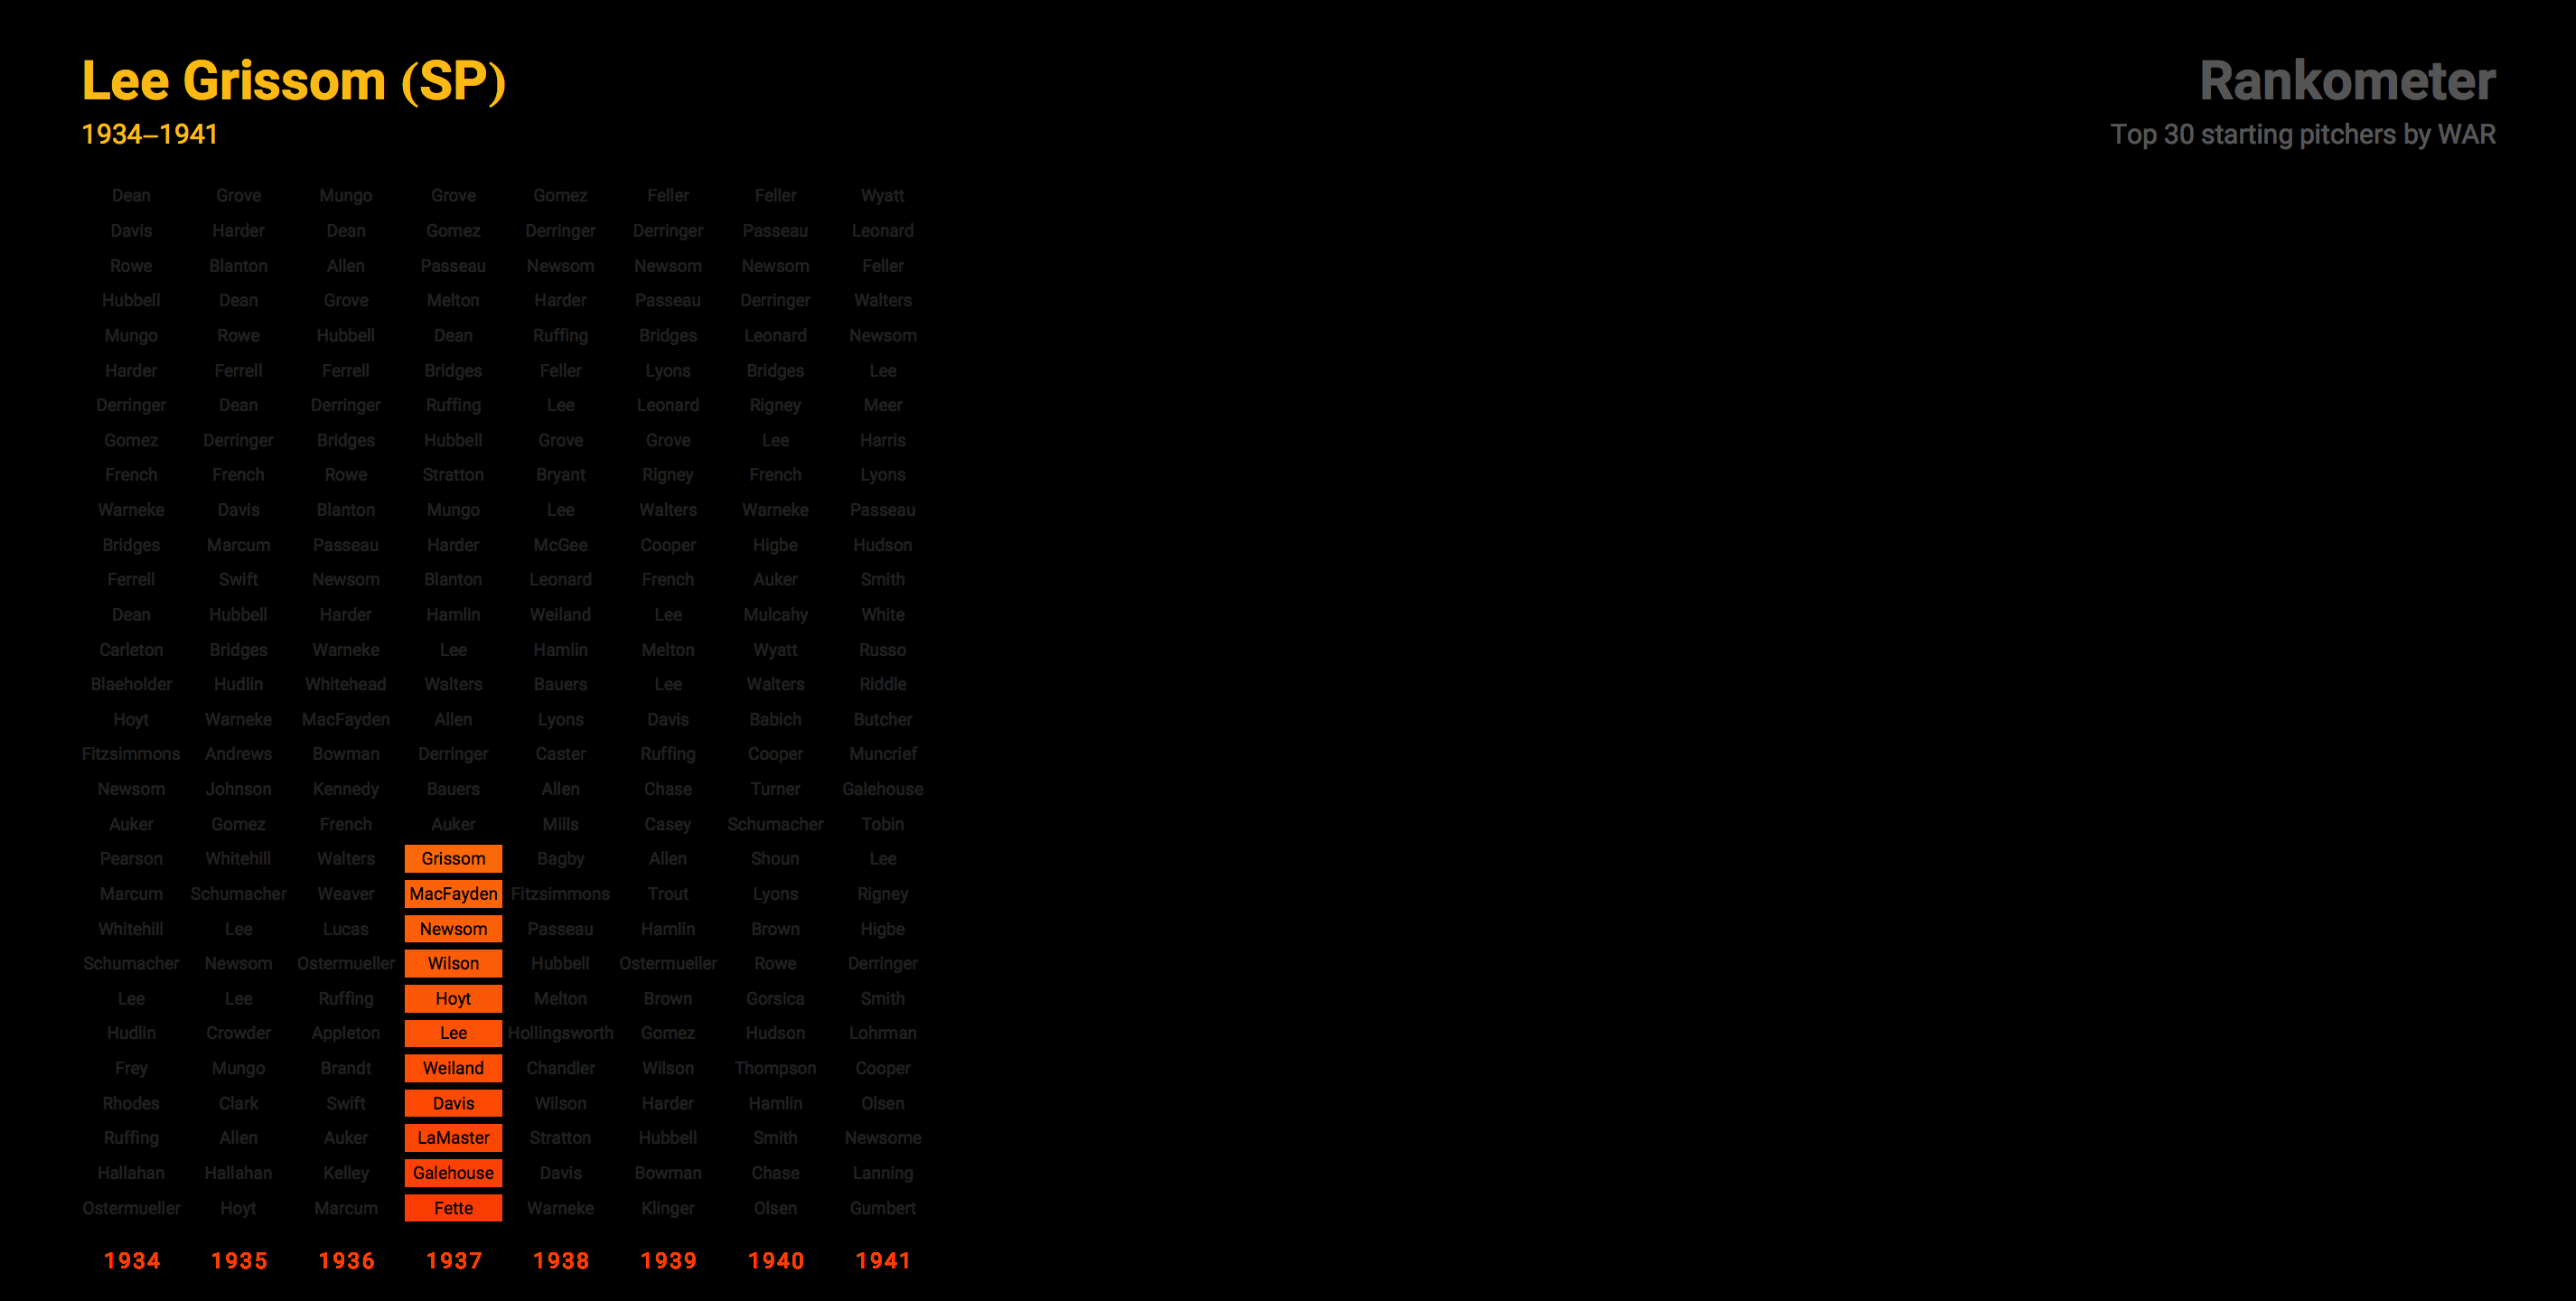 Lee Grissom (SP)
1934–1941
Rankometer
Top 30 starting pitchers by WAR
Dean Grove Mungo Grove Gomez Feller Feller Wyatt
Davis Harder Dean Gomez Derringer Derringer Passeau Leonard
Rowe Blanton Allen Passeau Newsom Newsom Newsom Feller
Hubbell Dean Grove Melton Harder Passeau Derringer Walters
Mungo Rowe Hubbell Dean Ruffing Bridges Leonard Newsom
Harder Ferrell Ferrell Bridges Feller Lyons Bridges Lee
Derringer Dean Derringer Ruffing Lee Leonard Rigney Meer
Gomez Derringer Bridges Hubbell Grove Grove Lee Harris
French French Rowe Stratton Bryant Rigney French Lyons
Warneke Davis Blanton Mungo Lee Walters Warneke Passeau
Bridges Marcum Passeau Harder McGee Cooper Higbe Hudson
Ferrell Swift Newsom Blanton Leonard French Auker Smith
Dean Hubbell Harder Hamlin Weiland Lee Mulcahy White
Carleton Bridges Warneke Lee Hamlin Melton Wyatt Russo
Blaeholder Hudlin Whitehead Walters Bauers Lee Walters Riddle
Hoyt Warneke MacFayden Allen Lyons Davis Babich Butcher
Fitzsimmons Andrews Bowman Derringer Caster Ruffing Cooper Muncrief
Newsom Johnson Kennedy Bauers Allen Chase Turner Galehouse
Auker Gomez French Auker Mills Casey Schumacher Tobin
Pearson Whitehill Walters Grissom Bagby Allen Shoun Lee
Marcum Schumacher Weaver MacFayden Fitzsimmons Trout Lyons Rigney
Whitehill Lee Lucas Newsom Passeau Hamlin Brown Higbe
Schumacher Newsom Ostermueller Wilson Hubbell Ostermueller Rowe Derringer
Lee Lee Ruffing Hoyt Melton Brown Gorsica Smith
Hudlin Crowder Appleton Lee Hollingsworth Gomez Hudson Lohrman
Frey Mungo Brandt Weiland Chandler Wilson Thompson Cooper
Rhodes Clark Swift Davis Wilson Harder Hamlin Olsen
Ruffing Allen Auker LaMaster Stratton Hubbell Smith Newsome
Hallahan Hallahan Kelley Galehouse Davis Bowman Chase Lanning
Ostermueller Hoyt Marcum Fette Warneke Klinger Olsen Gumbert
1934 1935 1936 1937 1938 1939 1940 1941